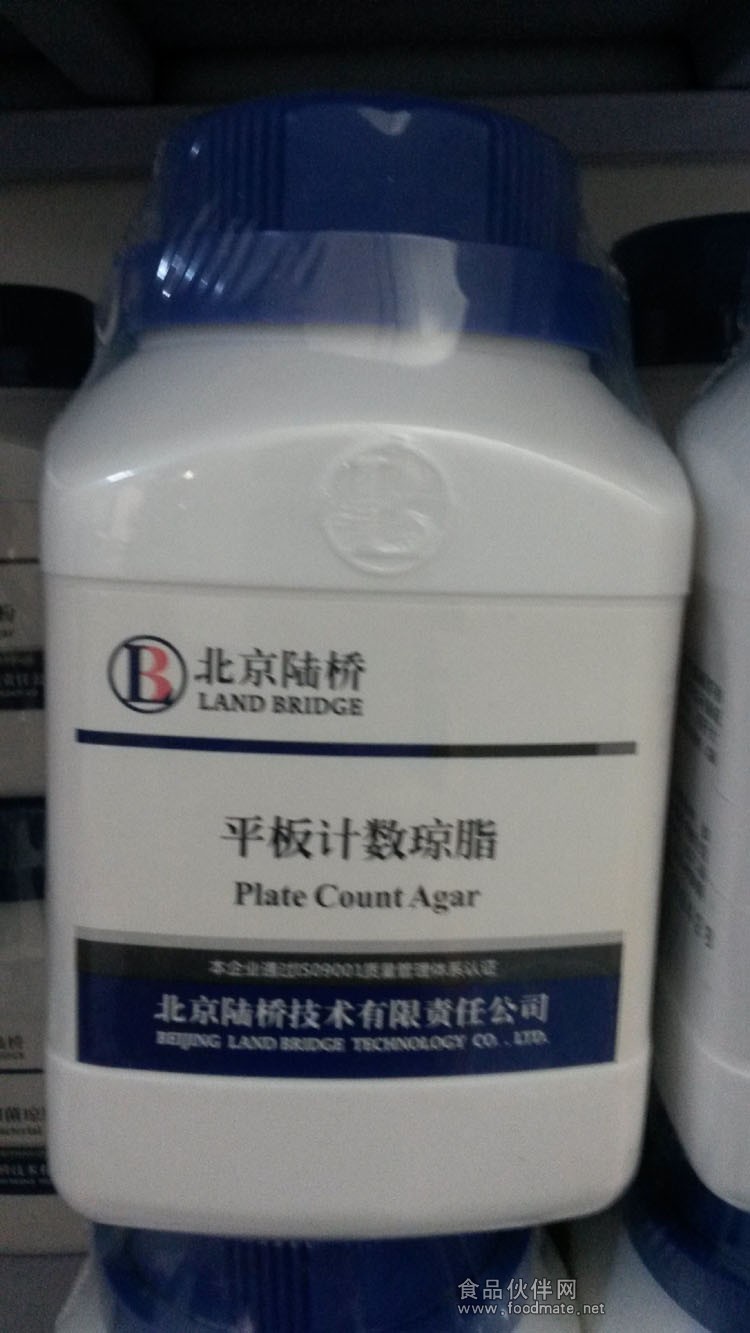 北京陆桥
LAND BRIDGE
平板计数琼脂
Plate Count Agar
本企业通过ISO9001质量管理体系认证
北京陆桥技术有限责任公司
BEIJING LAND BRIDGE TECHNOLOGY CO., LTD.
食品伙伴网
www.foodmate.net